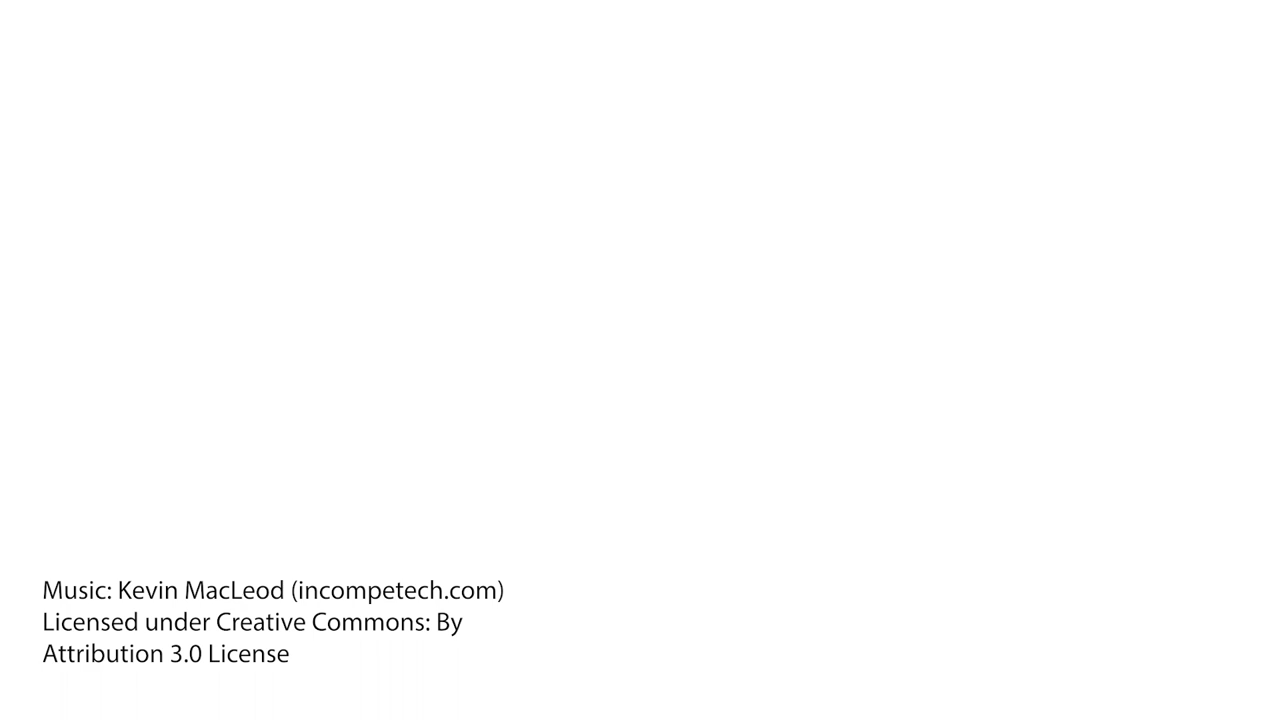 Music: Kevin MacLeod (incompetech.com)
Licensed under Creative Commons: By
Attribution 3.0 License